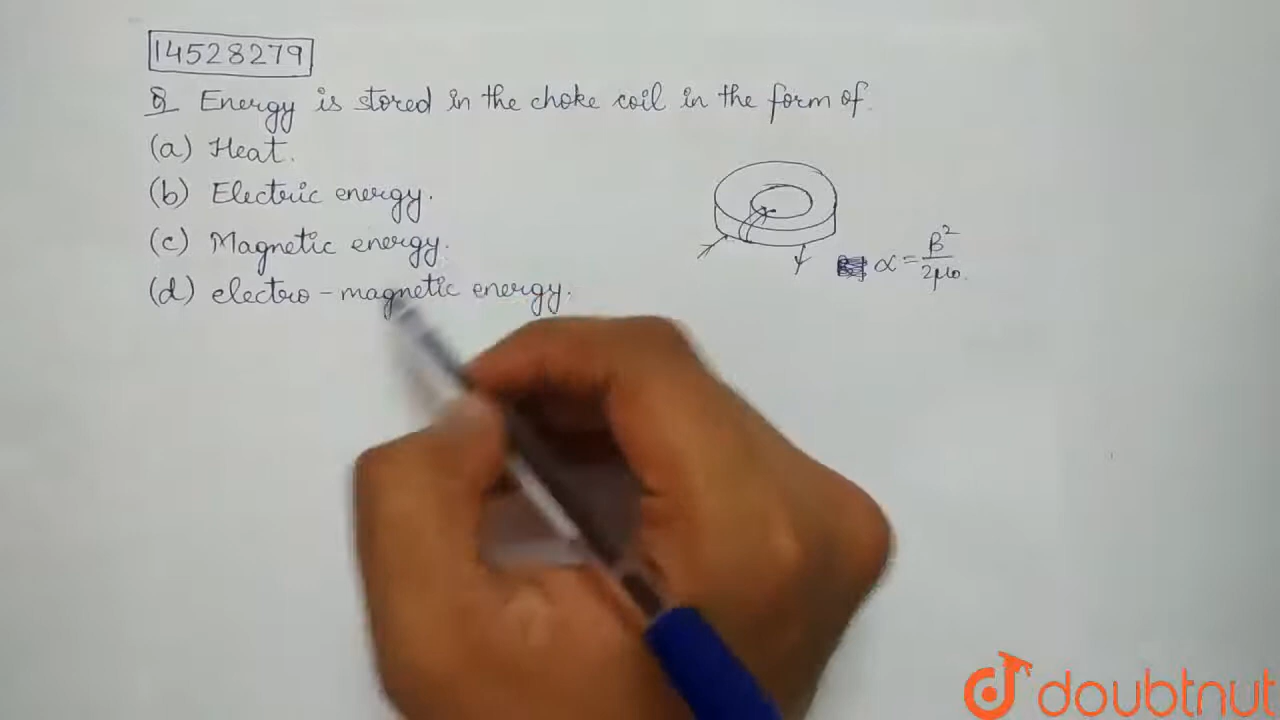 14528279
Q Energy is stored in the choke coil in the form of.
(a) Heat.
(b) Electric energy.
(c) Magnetic energy.
(d) electro-magnetic energy.
α = B²/2μ₀.
doubtnut